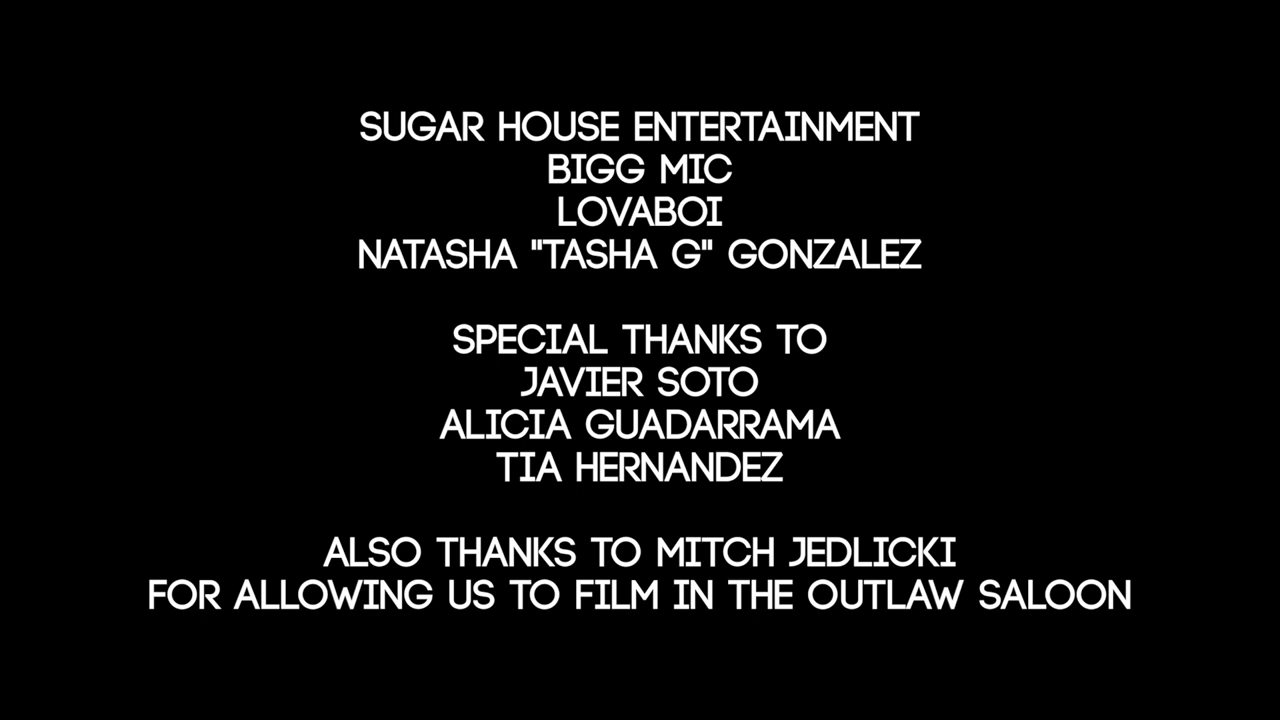 SUGAR HOUSE ENTERTAINMENT
BIGG MIC
LOVABOI
NATASHA "TASHA G" GONZALEZ
SPECIAL THANKS TO
JAVIER SOTO
ALICIA GUADARRAMA
TIA HERNANDEZ
ALSO THANKS TO MITCH JEDLICKI
FOR ALLOWING US TO FILM IN THE OUTLAW SALOON